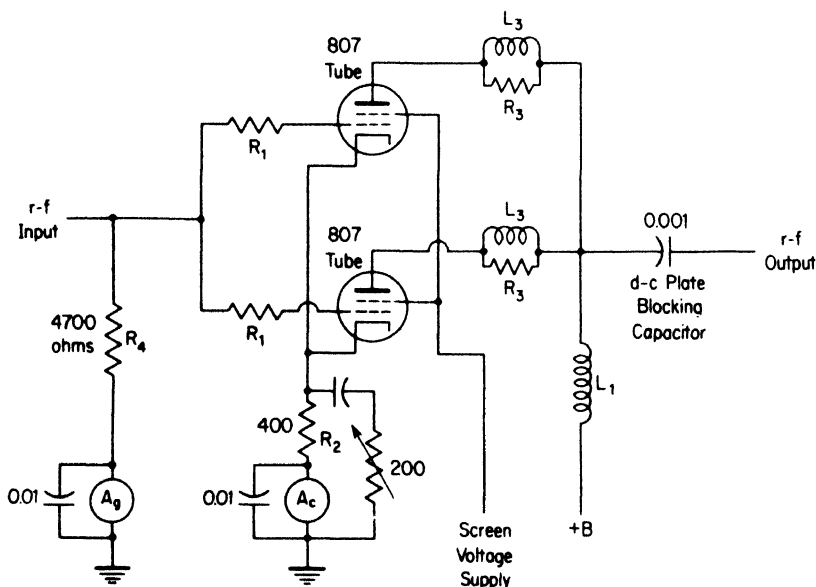 807
Tube
L3
R3
R1
r-f
Input
807
Tube
L3
R3
0.001
r-f
Output
d-c Plate
Blocking
Capacitor
R1
4700
ohms
R4
L1
400
R2
200
0.01
Ag
0.01
Ac
Screen
Voltage
Supply
+B